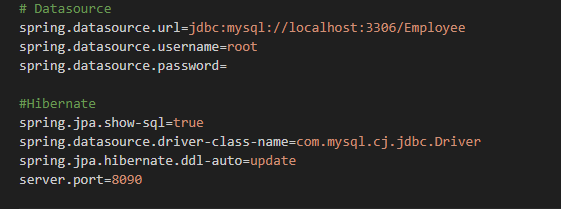 # Datasource
spring.datasource.url=jdbc:mysql://localhost:3306/Employee
spring.datasource.username=root
spring.datasource.password=
#Hibernate
spring.jpa.show-sql=true
spring.datasource.driver-class-name=com.mysql.cj.jdbc.Driver
spring.jpa.hibernate.ddl-auto=update
server.port=8090